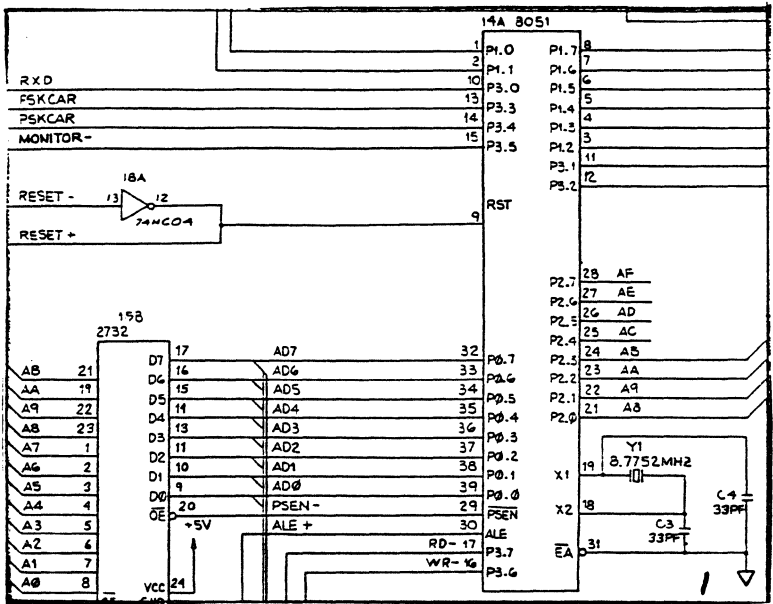 14A 8051
1 P1.0 P1.7 8
2 P1.1 P1.6 7
RXD 10 P3.0 P1.5 6
FSKCAR 13 P3.3 P1.4 5
PSKCAR 14 P3.4 P1.3 4
MONITOR- 15 P3.5 P1.2 3
P3.1 11
P3.2 12
18A
RESET - 13 12
74HC04
RST
9
RESET +
P2.7 28 AF
P2.6 27 AE
P2.5 26 AD
P2.4 25 AC
15B
2732
D7 17 AD7 32 P0.7 P2.3 24 AB
AB 21 D6 16 AD6 33 P0.6 P2.2 23 AA
AA 19 D5 15 AD5 34 P0.5 P2.1 22 A9
A9 22 D4 14 AD4 35 P0.4 P2.0 21 A8
A8 23 D3 13 AD3 36 P0.3
A7 1 D2 11 AD2 37 P0.2
A6 2 D1 10 AD1 38 P0.1 X1 19 Y1
8.7752MHZ
A5 3 D0 9 AD0 39 P0.0
A4 4 OE 20 PSEN- 29 PSEN X2 18
C4
33PF
A3 5 +5V ALE + 30 ALE
C3
33PF
A2 6 RD- 17 P3.7 EA 31
A1 7 WR- 16 P3.6
A0 8 VCC 24